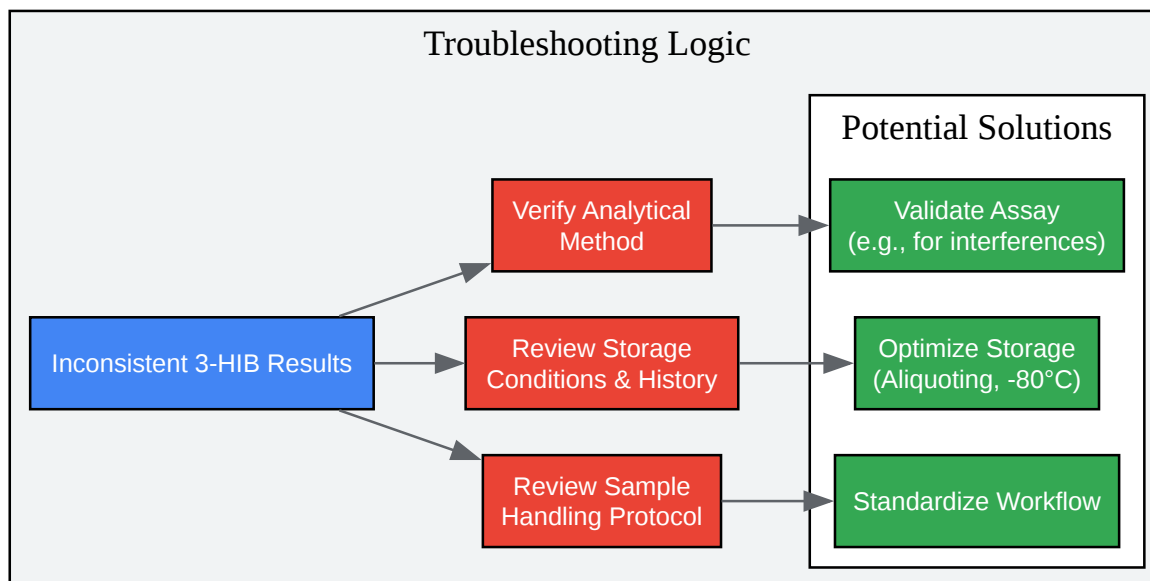 Troubleshooting Logic
Potential Solutions
Verify Analytical
Method
Validate Assay
(e.g., for interferences)
Inconsistent 3-HIB Results
Review Storage
Conditions & History
Optimize Storage
(Aliquoting, -80°C)
Review Sample
Handling Protocol
Standardize Workflow